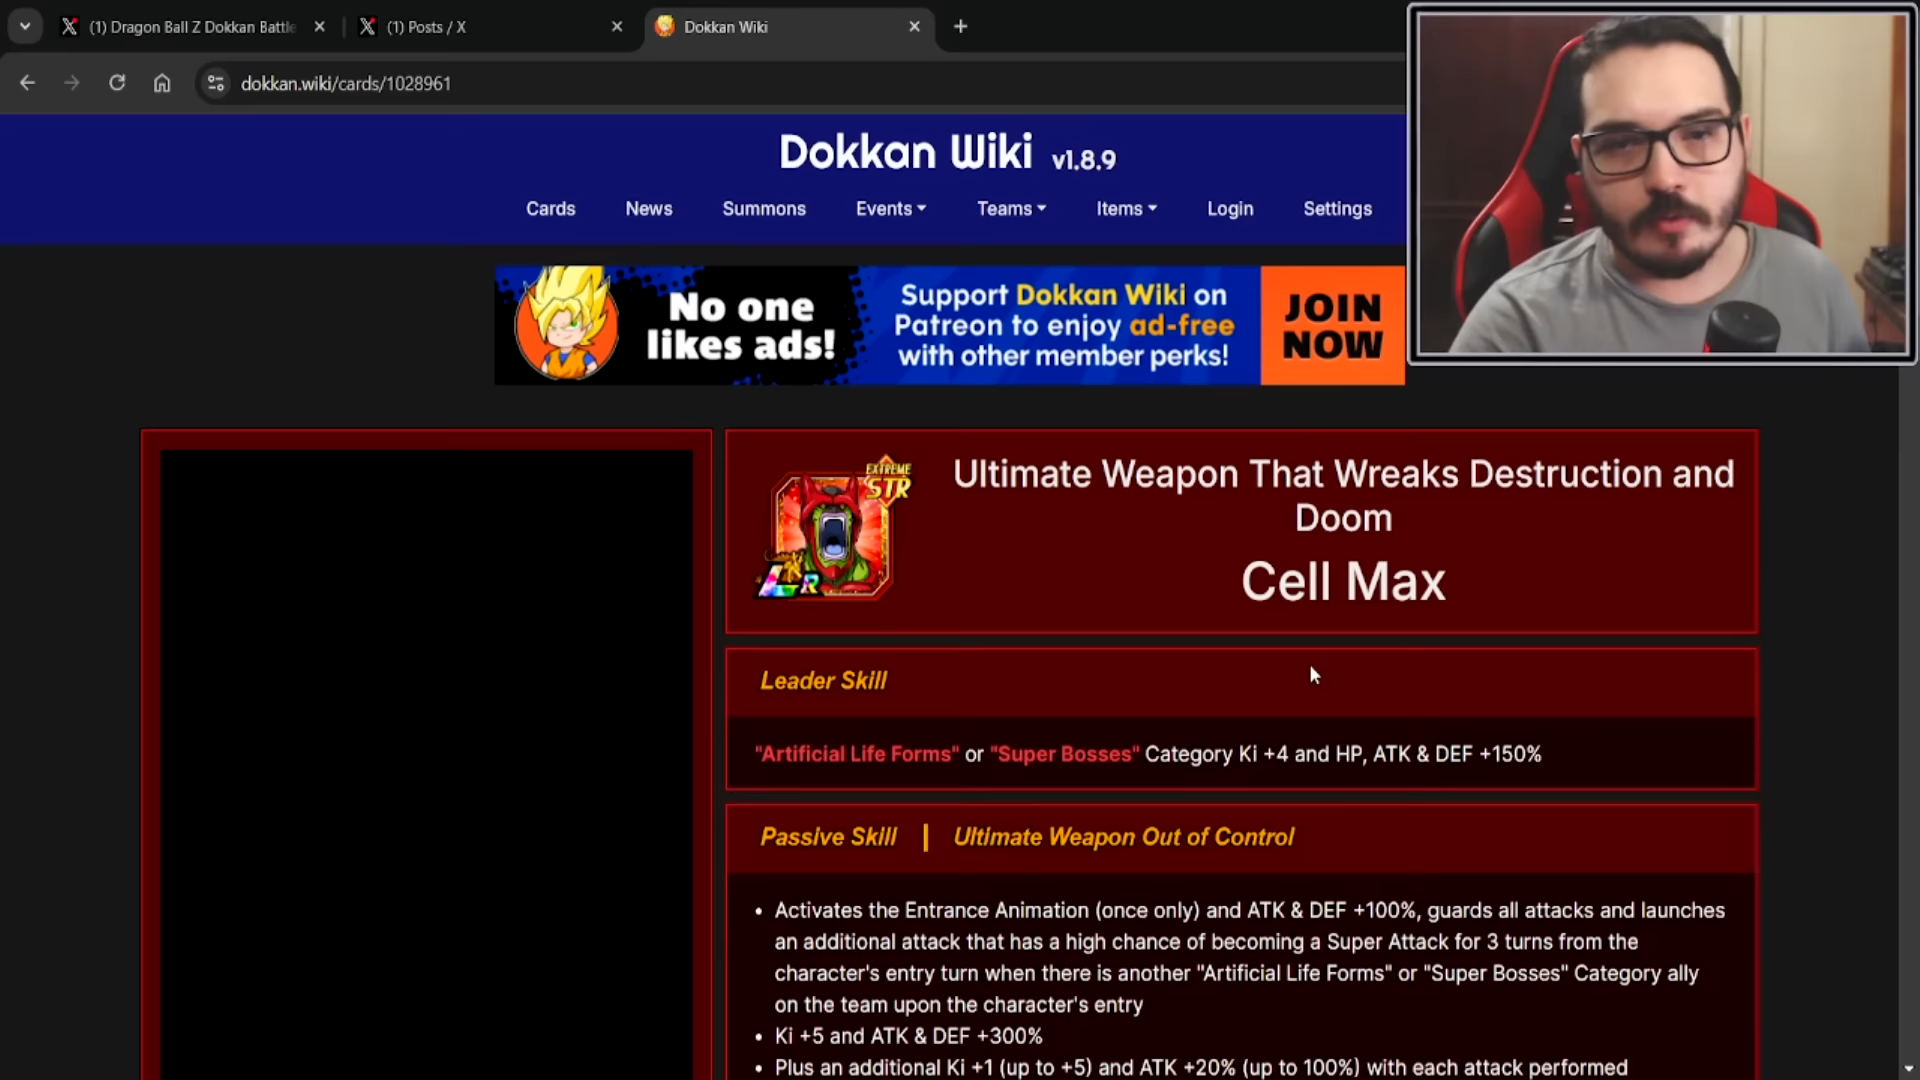 (1) Dragon Ball Z Dokkan Battle
(1) Posts / X
Dokkan Wiki
dokkan.wiki/cards/1028961
Dokkan Wiki v1.8.9
Cards News Summons Events Teams Items Login Settings
No one
likes ads!
Support Dokkan Wiki on
Patreon to enjoy ad-free
with other member perks!
JOIN
NOW
EXTREME
STR
LR
Ultimate Weapon That Wreaks Destruction and
Doom
Cell Max
Leader Skill
"Artificial Life Forms" or "Super Bosses" Category Ki +4 and HP, ATK & DEF +150%
Passive Skill | Ultimate Weapon Out of Control
• Activates the Entrance Animation (once only) and ATK & DEF +100%, guards all attacks and launches
an additional attack that has a high chance of becoming a Super Attack for 3 turns from the
character's entry turn when there is another "Artificial Life Forms" or "Super Bosses" Category ally
on the team upon the character's entry
• Ki +5 and ATK & DEF +300%
• Plus an additional Ki +1 (up to +5) and ATK +20% (up to 100%) with each attack performed